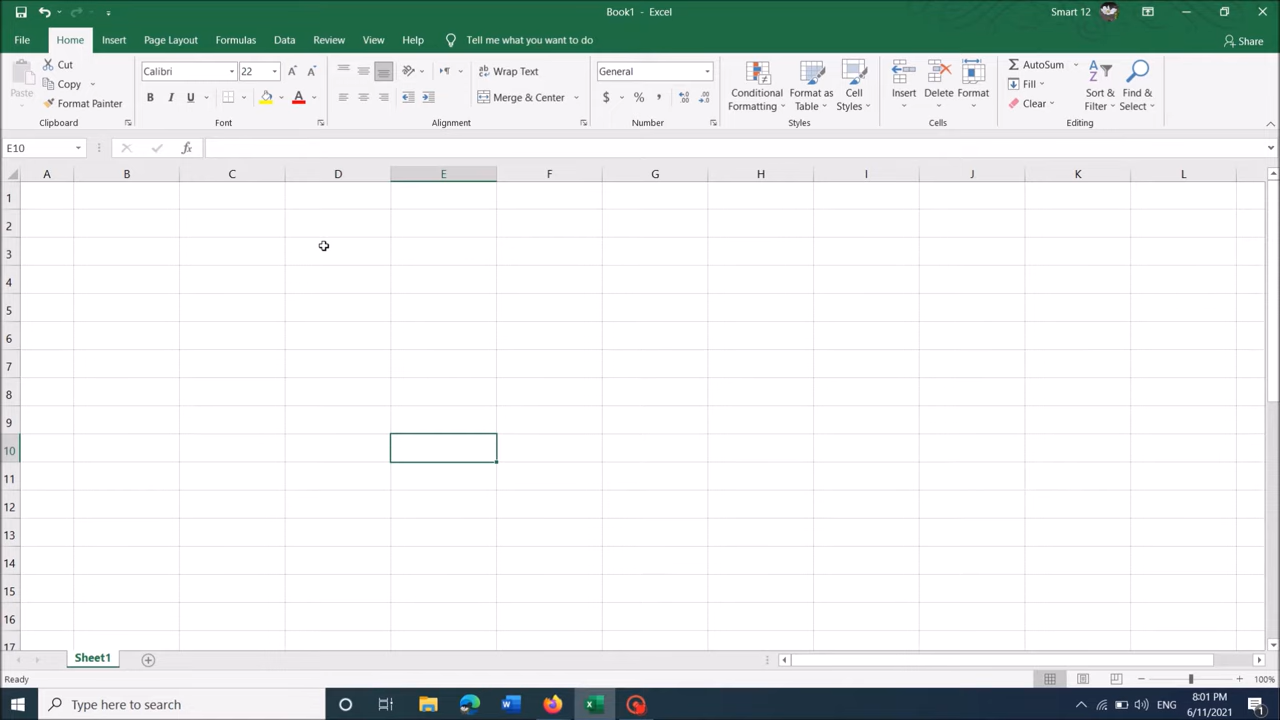 Book1 - Excel
Smart 12
File
Home
Insert
Page Layout
Formulas
Data
Review
View
Help
Tell me what you want to do
Share
Paste
Cut
Copy
Format Painter
Clipboard
Calibri
22
B I U
A
Font
Wrap Text
Merge & Center
Alignment
General
$ % ,
Number
Conditional
Formatting
Format as
Table
Cell
Styles
Styles
Insert
Delete
Format
Cells
AutoSum
Fill
Clear
Sort &
Filter
Find &
Select
Editing
E10
fx
A B C D E F G H I J K L
1
2
3
4
5
6
7
8
9
10
11
12
13
14
15
16
17
Sheet1
Ready
100%
Type here to search
ENG
8:01 PM
6/11/2021
1